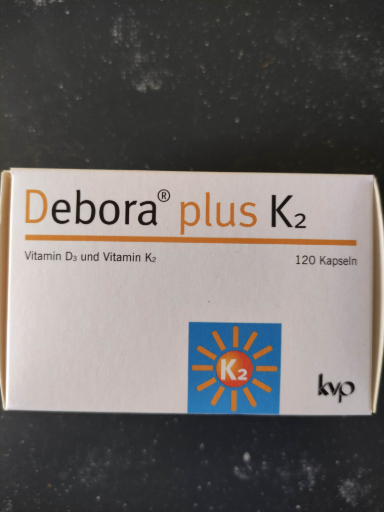 Debora® plus K₂
Vitamin D₃ und Vitamin K₂
120 Kapseln
K₂
kvp